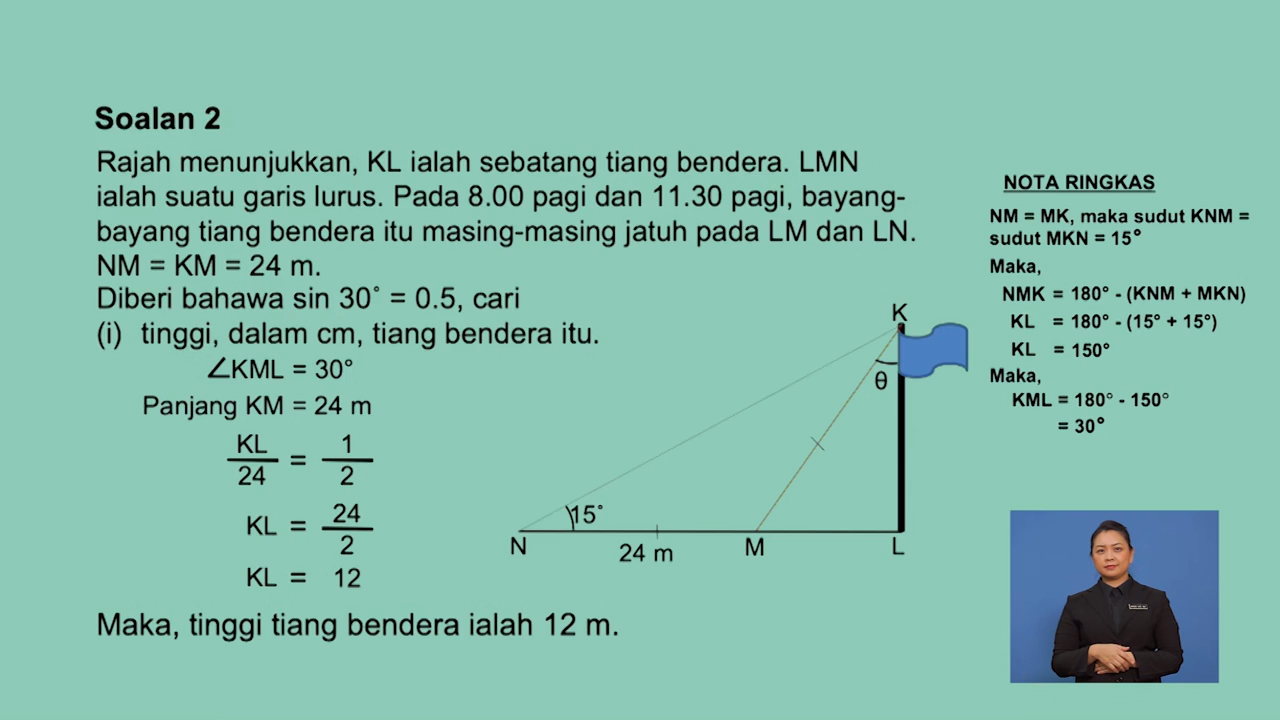 Soalan 2
Rajah menunjukkan, KL ialah sebatang tiang bendera. LMN
ialah suatu garis lurus. Pada 8.00 pagi dan 11.30 pagi, bayang-
bayang tiang bendera itu masing-masing jatuh pada LM dan LN.
NM = KM = 24 m.
Diberi bahawa sin 30° = 0.5, cari
(i) tinggi, dalam cm, tiang bendera itu.
∠KML = 30°
Panjang KM = 24 m
KL/24 = 1/2
KL = 24/2
KL = 12
Maka, tinggi tiang bendera ialah 12 m.
K
θ
15°
N
24 m
M
L
NOTA RINGKAS
NM = MK, maka sudut KNM =
sudut MKN = 15°
Maka,
NMK = 180° - (KNM + MKN)
KL = 180° - (15° + 15°)
KL = 150°
Maka,
KML = 180° - 150°
= 30°